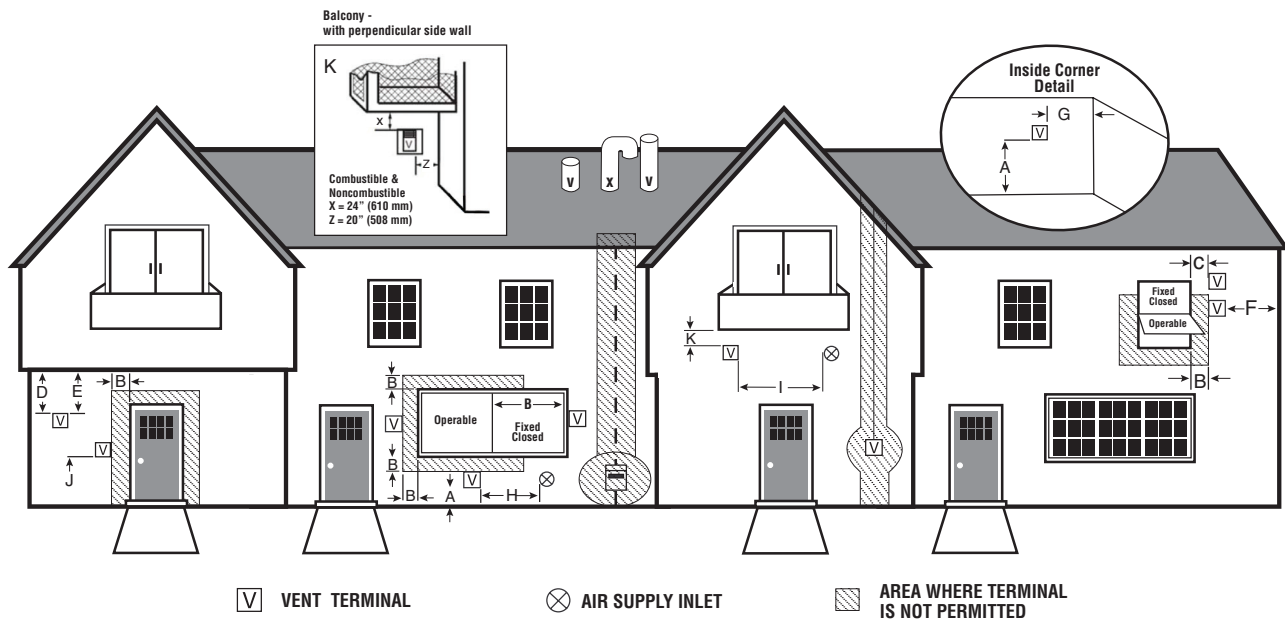 Balcony -
with perpendicular side wall
K
X
V
Z
Combustible &
Noncombustible
X = 24” (610 mm)
Z = 20” (508 mm)
V
X
V
Inside Corner
Detail
G
V
A
C
V
Fixed
Closed
V
F
Operable
B
K
V
I
D
E
B
V
V
J
B
B
Operable
Fixed
Closed
V
V
B
V
B
A
H
V
V EVENT TERMINAL
AIR SUPPLY INLET
AREA WHERE TERMINAL
IS NOT PERMITTED